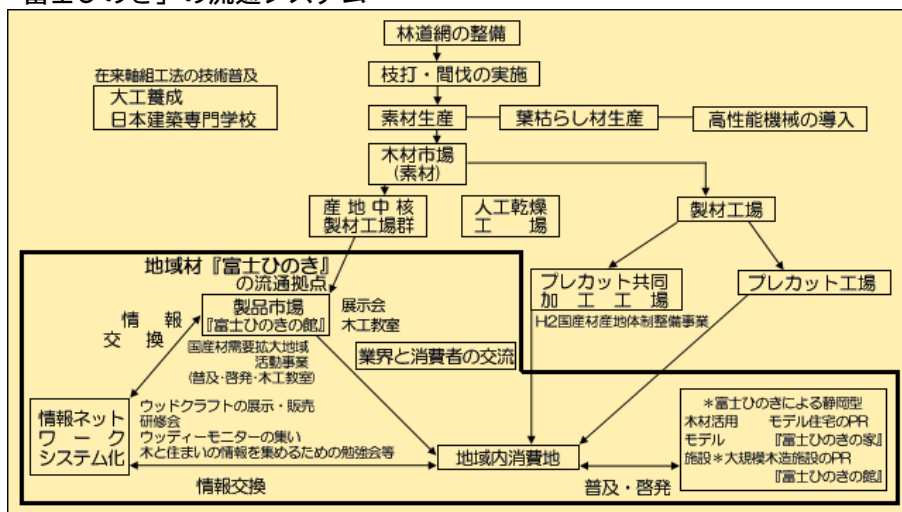 富士ひのき」の流通システム
林道網の整備
枝打・間伐の実施
在来軸組工法の技術普及
大工養成
日本建築専門学校
素材生産
葉枯らし材生産
高性能機械の導入
木材市場
(素材)
産地中核
製材工場群
人工乾燥
工場
製材工場
地域材『富士ひのき』
の流通拠点
プレカット共同
加工工場
プレカット工場
H2国産材産地体制整備事業
製品市場
『富士ひのきの館』
展示会
木工教室
情報
交換
国産材需要拡大地域
活動事業
(普及・啓発・木工教室)
業界と消費者の交流
情報ネット
ワーク
システム化
ウッドクラフトの展示・販売
研修会
ウッディーモニターの集い
木と住まいの情報を集めるための勉強会等
地域内消費地
＊富士ひのきによる静岡型
木材活用 モデル住宅のPR
モデル 『富士ひのきの家』
施設＊大規模木造施設のPR
『富士ひのきの館』
情報交換
普及・啓発